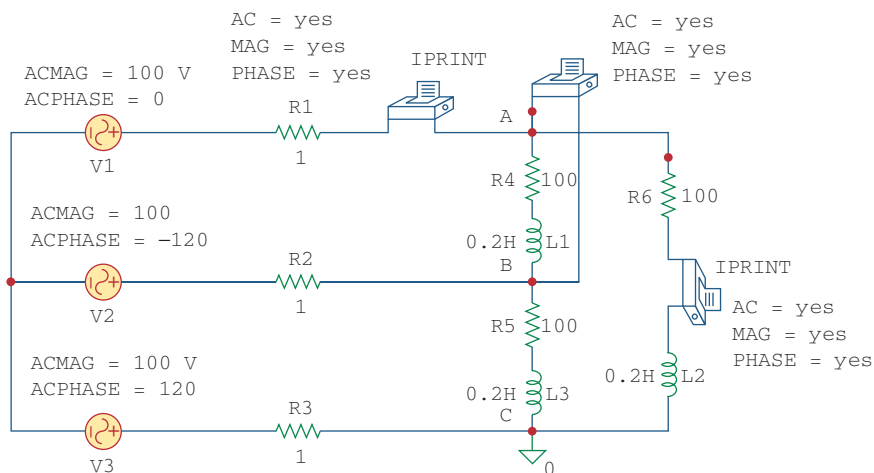 AC = yes
MAG = yes
PHASE = yes
IPRINT
AC = yes
MAG = yes
PHASE = yes
ACMAG = 100 V
ACPHASE = 0
R1
1
V1
A
R4
100
R6
100
ACMAG = 100
ACPHASE = −120
R2
1
V2
0.2H
L1
B
IPRINT
AC = yes
MAG = yes
PHASE = yes
R5
100
ACMAG = 100 V
ACPHASE = 120
R3
1
V3
0.2H
L3
C
0.2H
L2
0